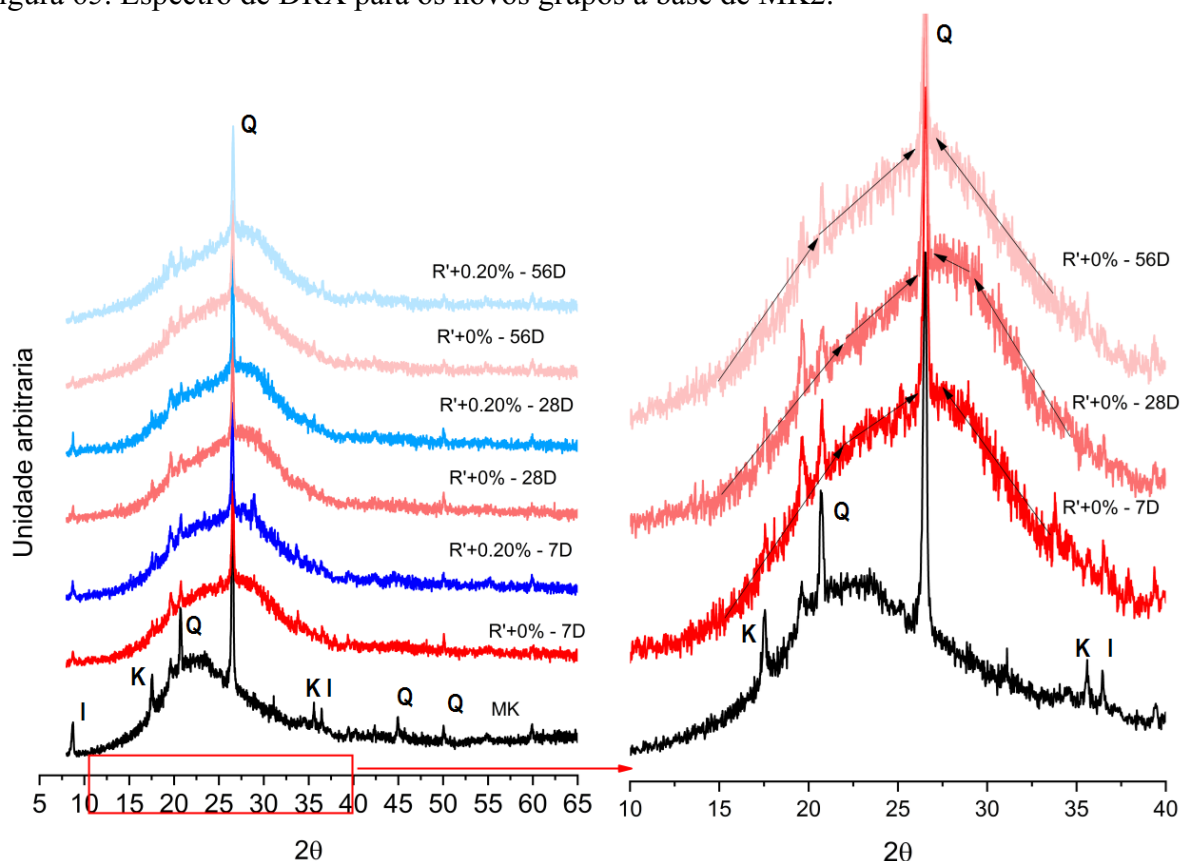 igura 65. Espectro de DRX para os novos grupos à base de MK2.
Q
R'+0.20% - 56D
R'+0% - 56D
R'+0.20% - 28D
R'+0% - 28D
R'+0.20% - 7D
R'+0% - 7D
Q
K
I
K I
Q
Q
MK
Unidade arbitraria
5 10 15 20 25 30 35 40 45 50 55 60 65
2θ
Q
R'+0% - 56D
R'+0% - 28D
R'+0% - 7D
Q
K
K I
10 15 20 25 30 35 40
2θ